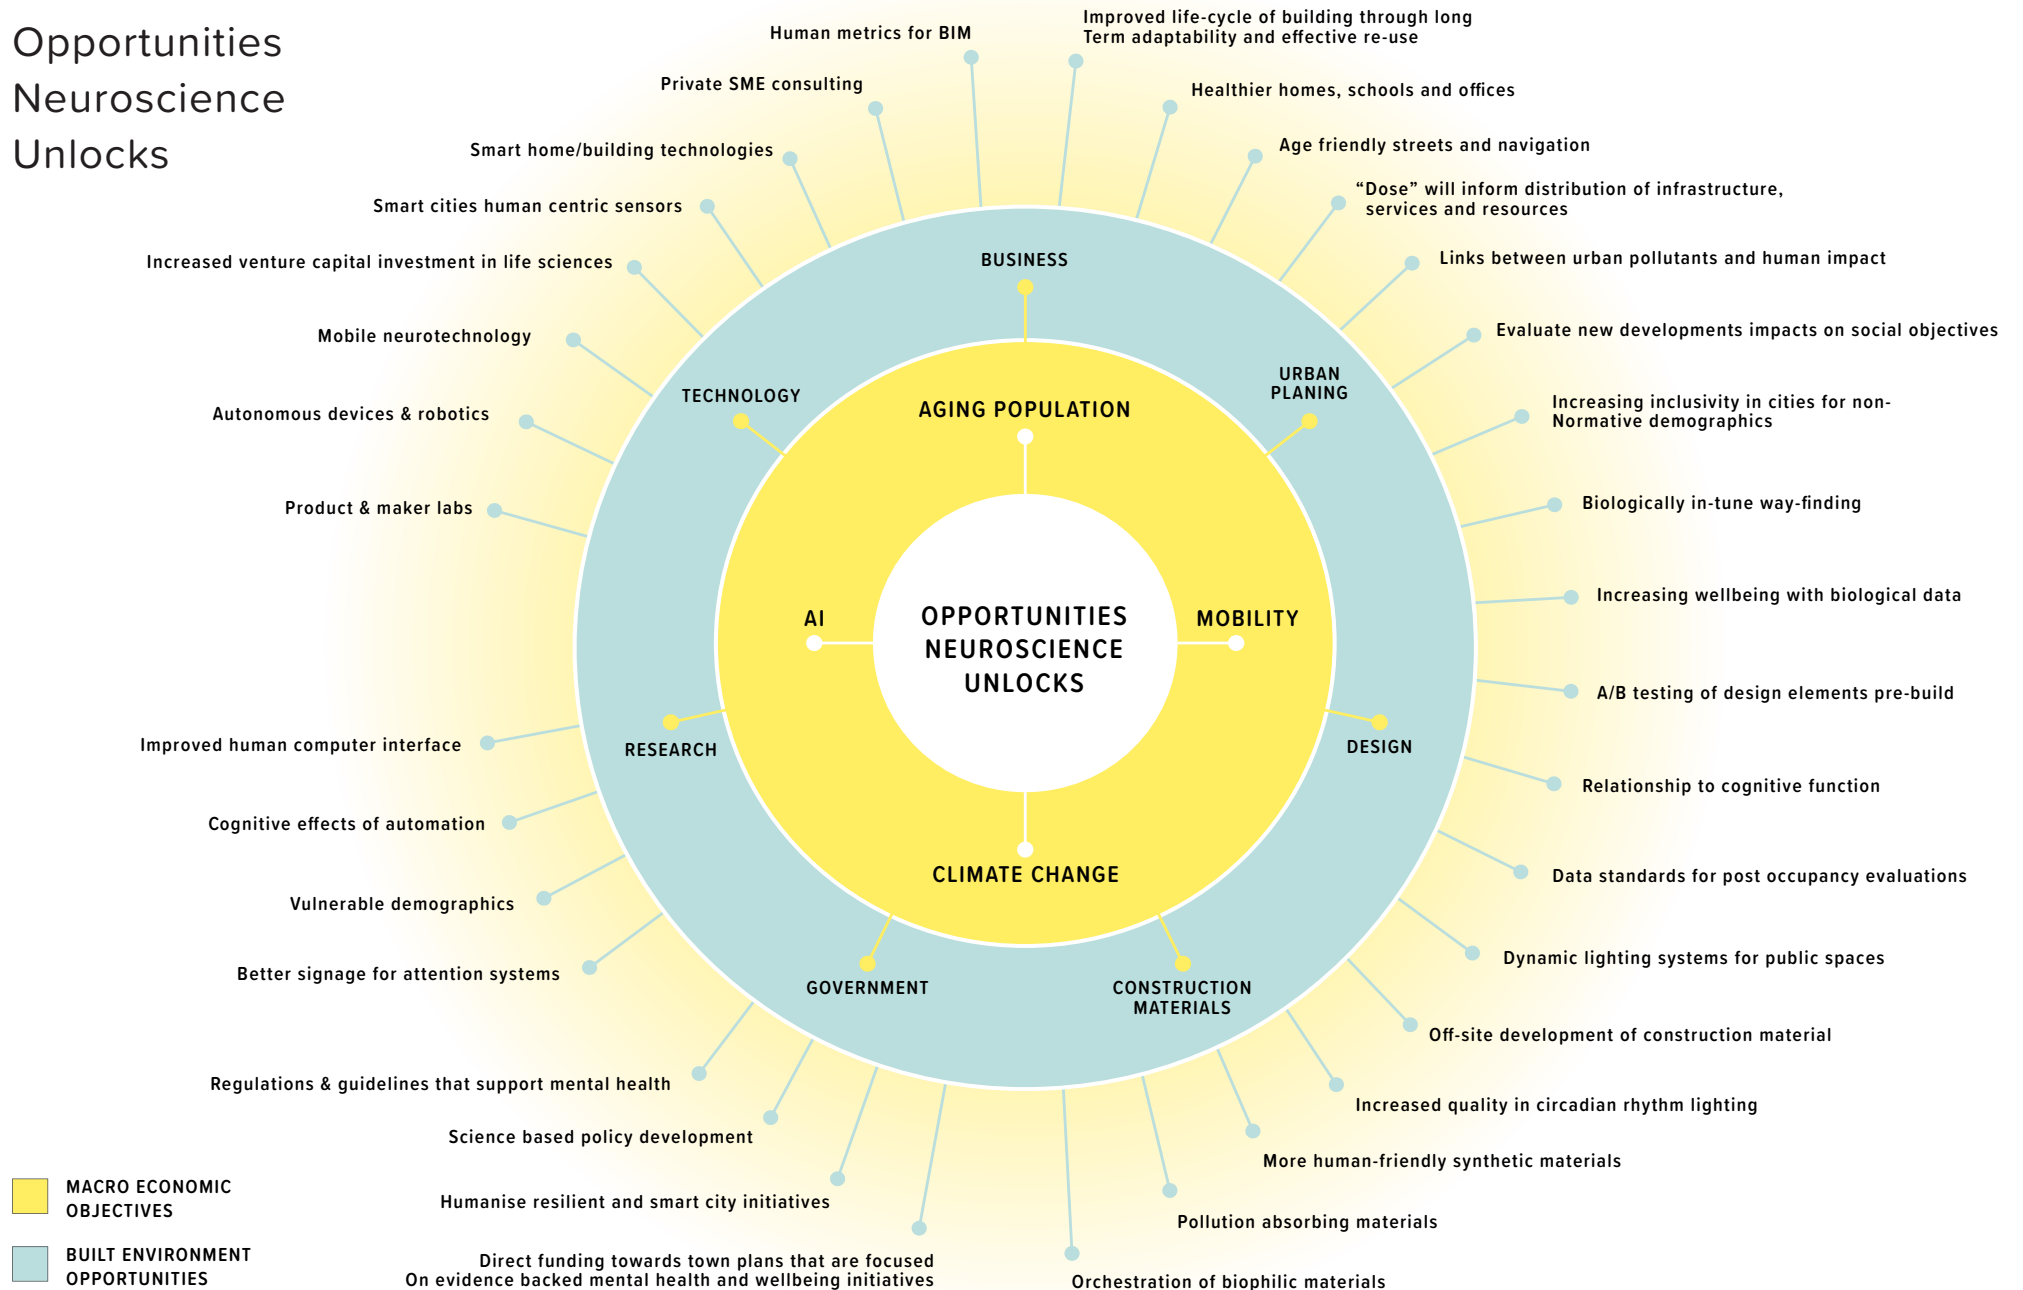 Opportunities
Neuroscience
Unlocks
Human metrics for BIM
Improved life-cycle of building through long
Term adaptability and effective re-use
Private SME consulting
Healthier homes, schools and offices
Smart home/building technologies
Age friendly streets and navigation
Smart cities human centric sensors
“Dose” will inform distribution of infrastructure,
services and resources
Increased venture capital investment in life sciences
Links between urban pollutants and human impact
Mobile neurotechnology
Evaluate new developments impacts on social objectives
Autonomous devices & robotics
Increasing inclusivity in cities for non-
Normative demographics
Product & maker labs
Biologically in-tune way-finding
Increasing wellbeing with biological data
A/B testing of design elements pre-build
Improved human computer interface
Relationship to cognitive function
Cognitive effects of automation
Data standards for post occupancy evaluations
Vulnerable demographics
Dynamic lighting systems for public spaces
Better signage for attention systems
Off-site development of construction material
Regulations & guidelines that support mental health
Increased quality in circadian rhythm lighting
Science based policy development
More human-friendly synthetic materials
Humanise resilient and smart city initiatives
Pollution absorbing materials
Direct funding towards town plans that are focused
On evidence backed mental health and wellbeing initiatives
Orchestration of biophilic materials
BUSINESS
TECHNOLOGY
URBAN
PLANING
RESEARCH
DESIGN
GOVERNMENT
CONSTRUCTION
MATERIALS
AGING POPULATION
AI
MOBILITY
CLIMATE CHANGE
OPPORTUNITIES
NEUROSCIENCE
UNLOCKS
MACRO ECONOMIC
OBJECTIVES
BUILT ENVIRONMENT
OPPORTUNITIES